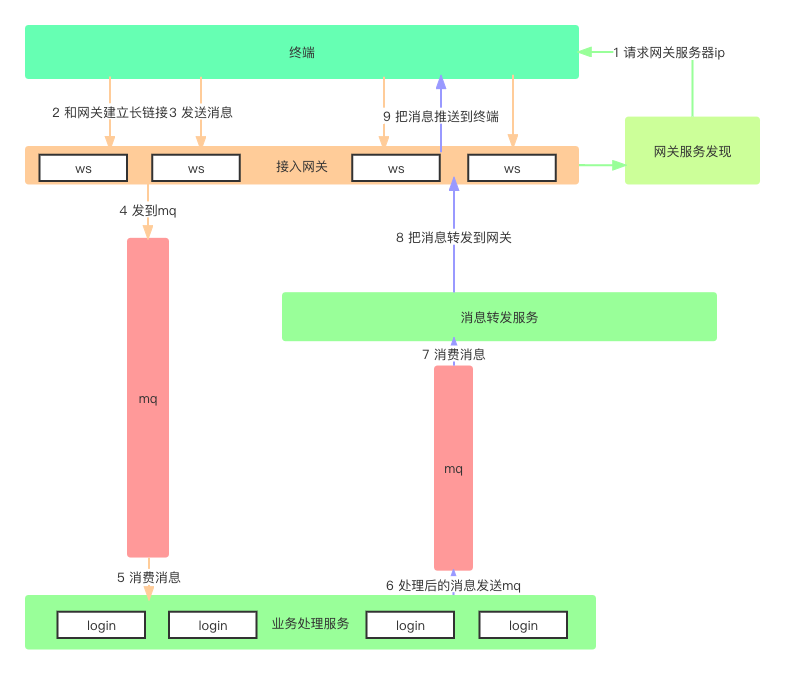 终端
1 请求网关服务器ip
2 和网关建立长链接
3 发送消息
9 把消息推送到终端
网关服务发现
ws
ws
接入网关
ws
ws
4 发到mq
8 把消息转发到网关
消息转发服务
7 消费消息
mq
mq
5 消费消息
6 处理后的消息发送mq
login
login
业务处理服务
login
login